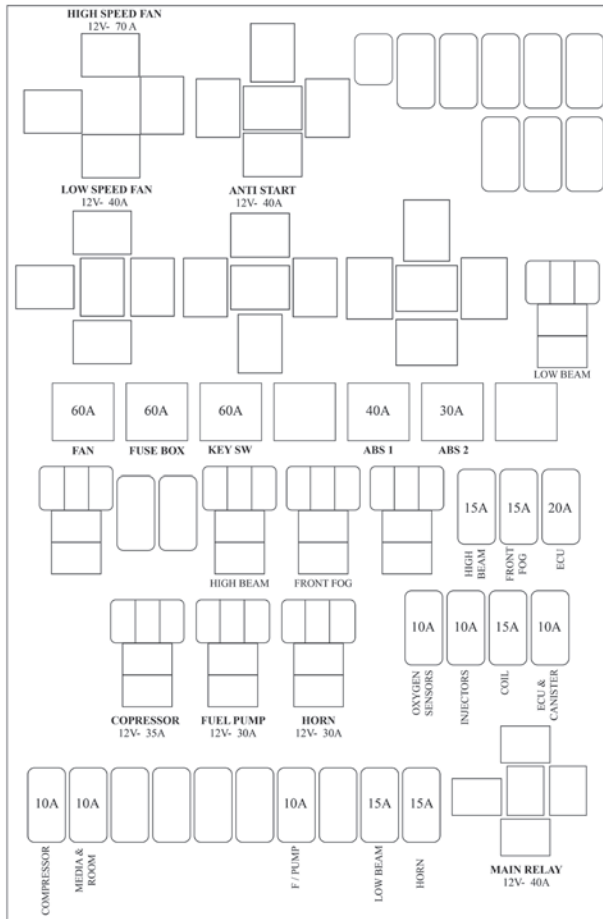 HIGH SPEED FAN
12V- 70 A
LOW SPEED FAN
12V- 40A
ANTI START
12V- 40A
LOW BEAM
60A
60A
60A
40A
30A
FAN
FUSE BOX
KEY SW
ABS 1
ABS 2
15A
15A
20A
HIGH
BEAM
FRONT
FOG
ECU
HIGH BEAM
FRONT FOG
10A
10A
15A
10A
OXYGEN
SENSORS
INJECTORS
COIL
ECU &
CANISTER
COPRESSOR
12V- 35A
FUEL PUMP
12V- 30A
HORN
12V- 30A
10A
10A
10A
15A
15A
COMPRESSOR
MEDIA &
ROOM
F / PUMP
LOW BEAM
HORN
MAIN RELAY
12V- 40A